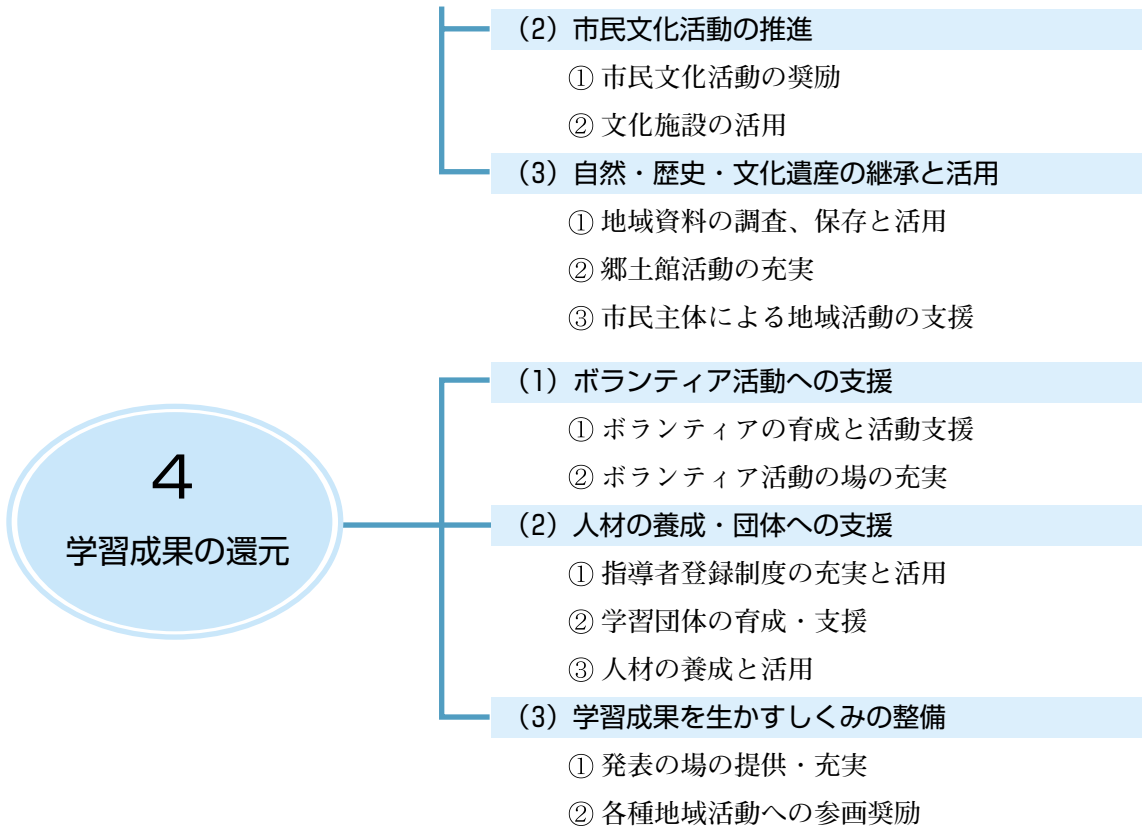 (2) 市民文化活動の推進
① 市民文化活動の奨励
② 文化施設の活用
(3) 自然・歴史・文化遺産の継承と活用
① 地域資料の調査、保存と活用
② 郷土館活動の充実
③ 市民主体による地域活動の支援
4
学習成果の還元
(1) ボランティア活動への支援
① ボランティアの育成と活動支援
② ボランティア活動の場の充実
(2) 人材の養成・団体への支援
① 指導者登録制度の充実と活用
② 学習団体の育成・支援
③ 人材の養成と活用
(3) 学習成果を生かすしくみの整備
① 発表の場の提供・充実
② 各種地域活動への参画奨励